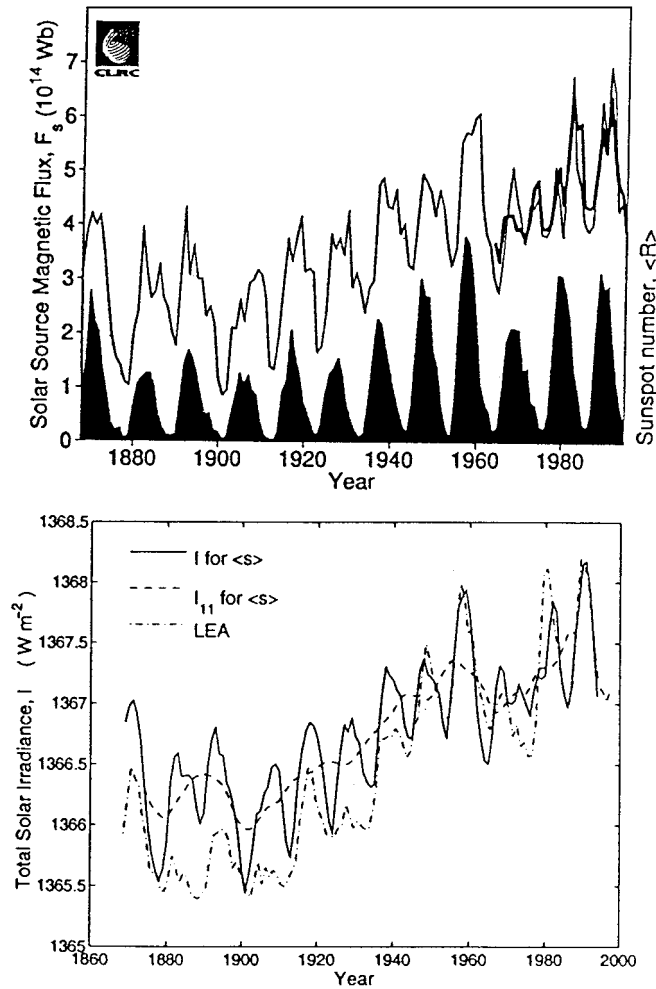 CLRC
Solar Source Magnetic Flux, F_s (10^14 Wb)
7
6
5
4
3
2
1
0
1880 1900 1920 1940 1960 1980
Year
Sunspot number, <R>
1368.5
1368
1367.5
1367
1366.5
1366
1365.5
1365
Total Solar Irradiance, I ( W m^-2 )
I for <s>
I_11 for <s>
LEA
1860 1880 1900 1920 1940 1960 1980 2000
Year